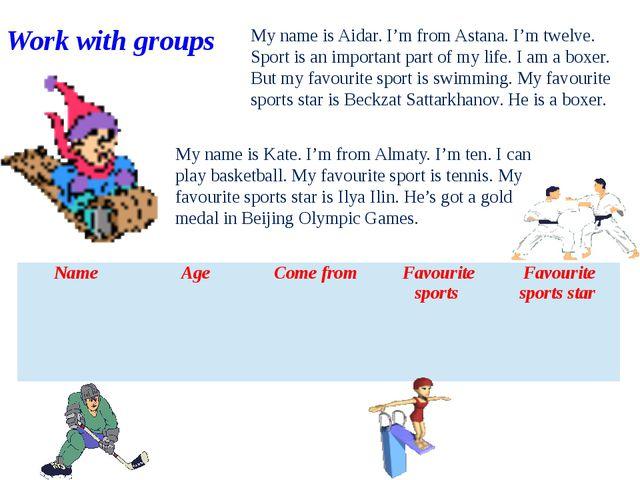 Work with groups
My name is Aidar. I’m from Astana. I’m twelve.
Sport is an important part of my life. I am a boxer.
But my favourite sport is swimming. My favourite
sports star is Beckzat Sattarkhanov. He is a boxer.
My name is Kate. I’m from Almaty. I’m ten. I can
play basketball. My favourite sport is tennis. My
favourite sports star is Ilya Ilin. He’s got a gold
medal in Beijing Olympic Games.
Name Age Come from Favourite sports Favourite sports star